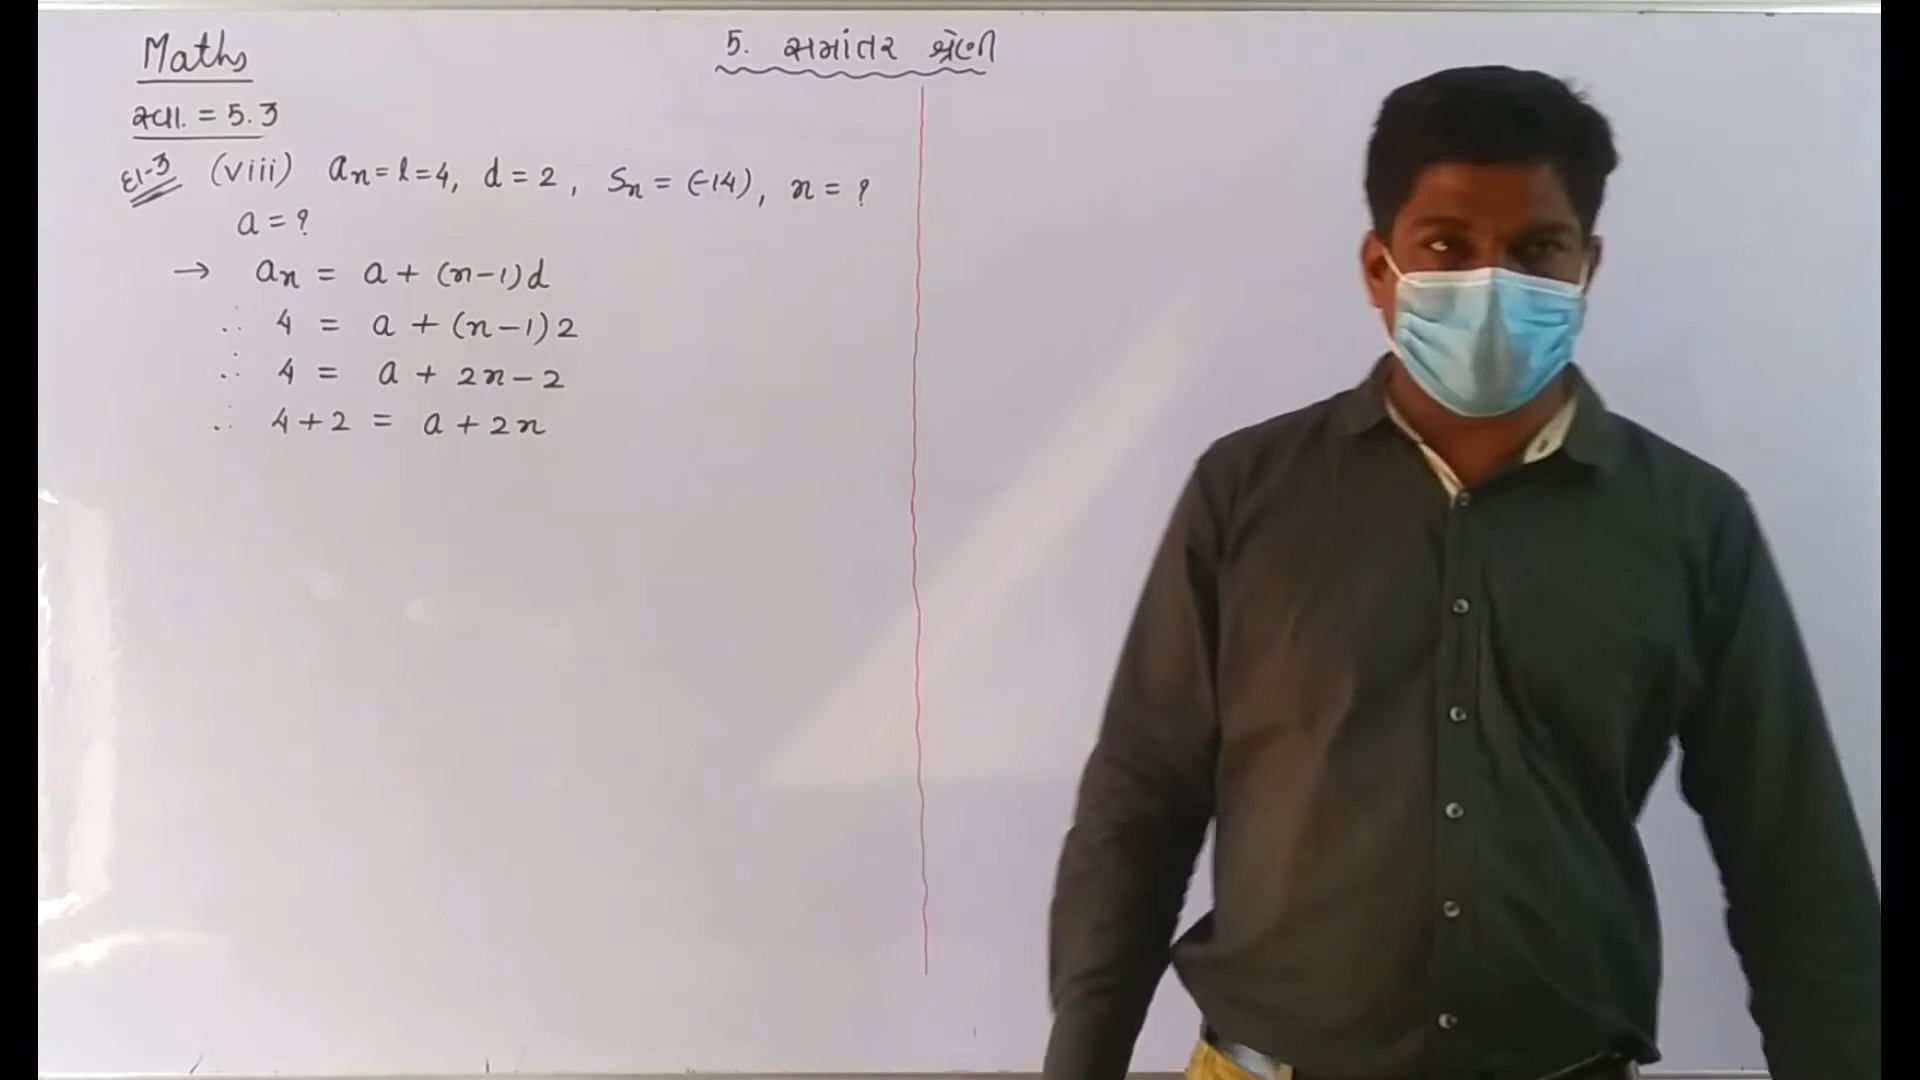 Maths
5. સમાંતર શ્રેણી
સ્વા. = 5.3
દા-3 (viii) an = l = 4, d = 2, Sn = (-14), n = ?
a = ?
→ an = a + (n-1)d
∴ 4 = a + (n-1)2
∴ 4 = a + 2n - 2
∴ 4+2 = a + 2n